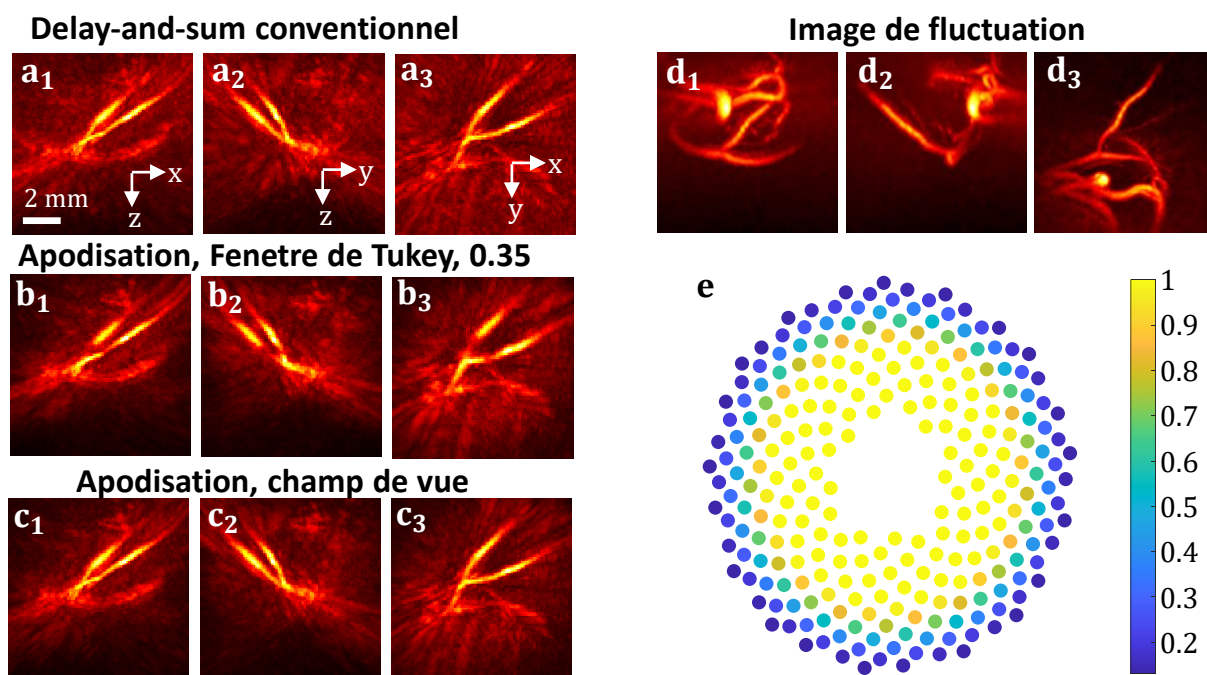 Delay-and-sum conventionnel
a1 a2 a3
x y x
2 mm z z y
Apodisation, Fenetre de Tukey, 0.35
b1 b2 b3
Apodisation, champ de vue
c1 c2 c3
Image de fluctuation
d1 d2 d3
e
1
0.9
0.8
0.7
0.6
0.5
0.4
0.3
0.2